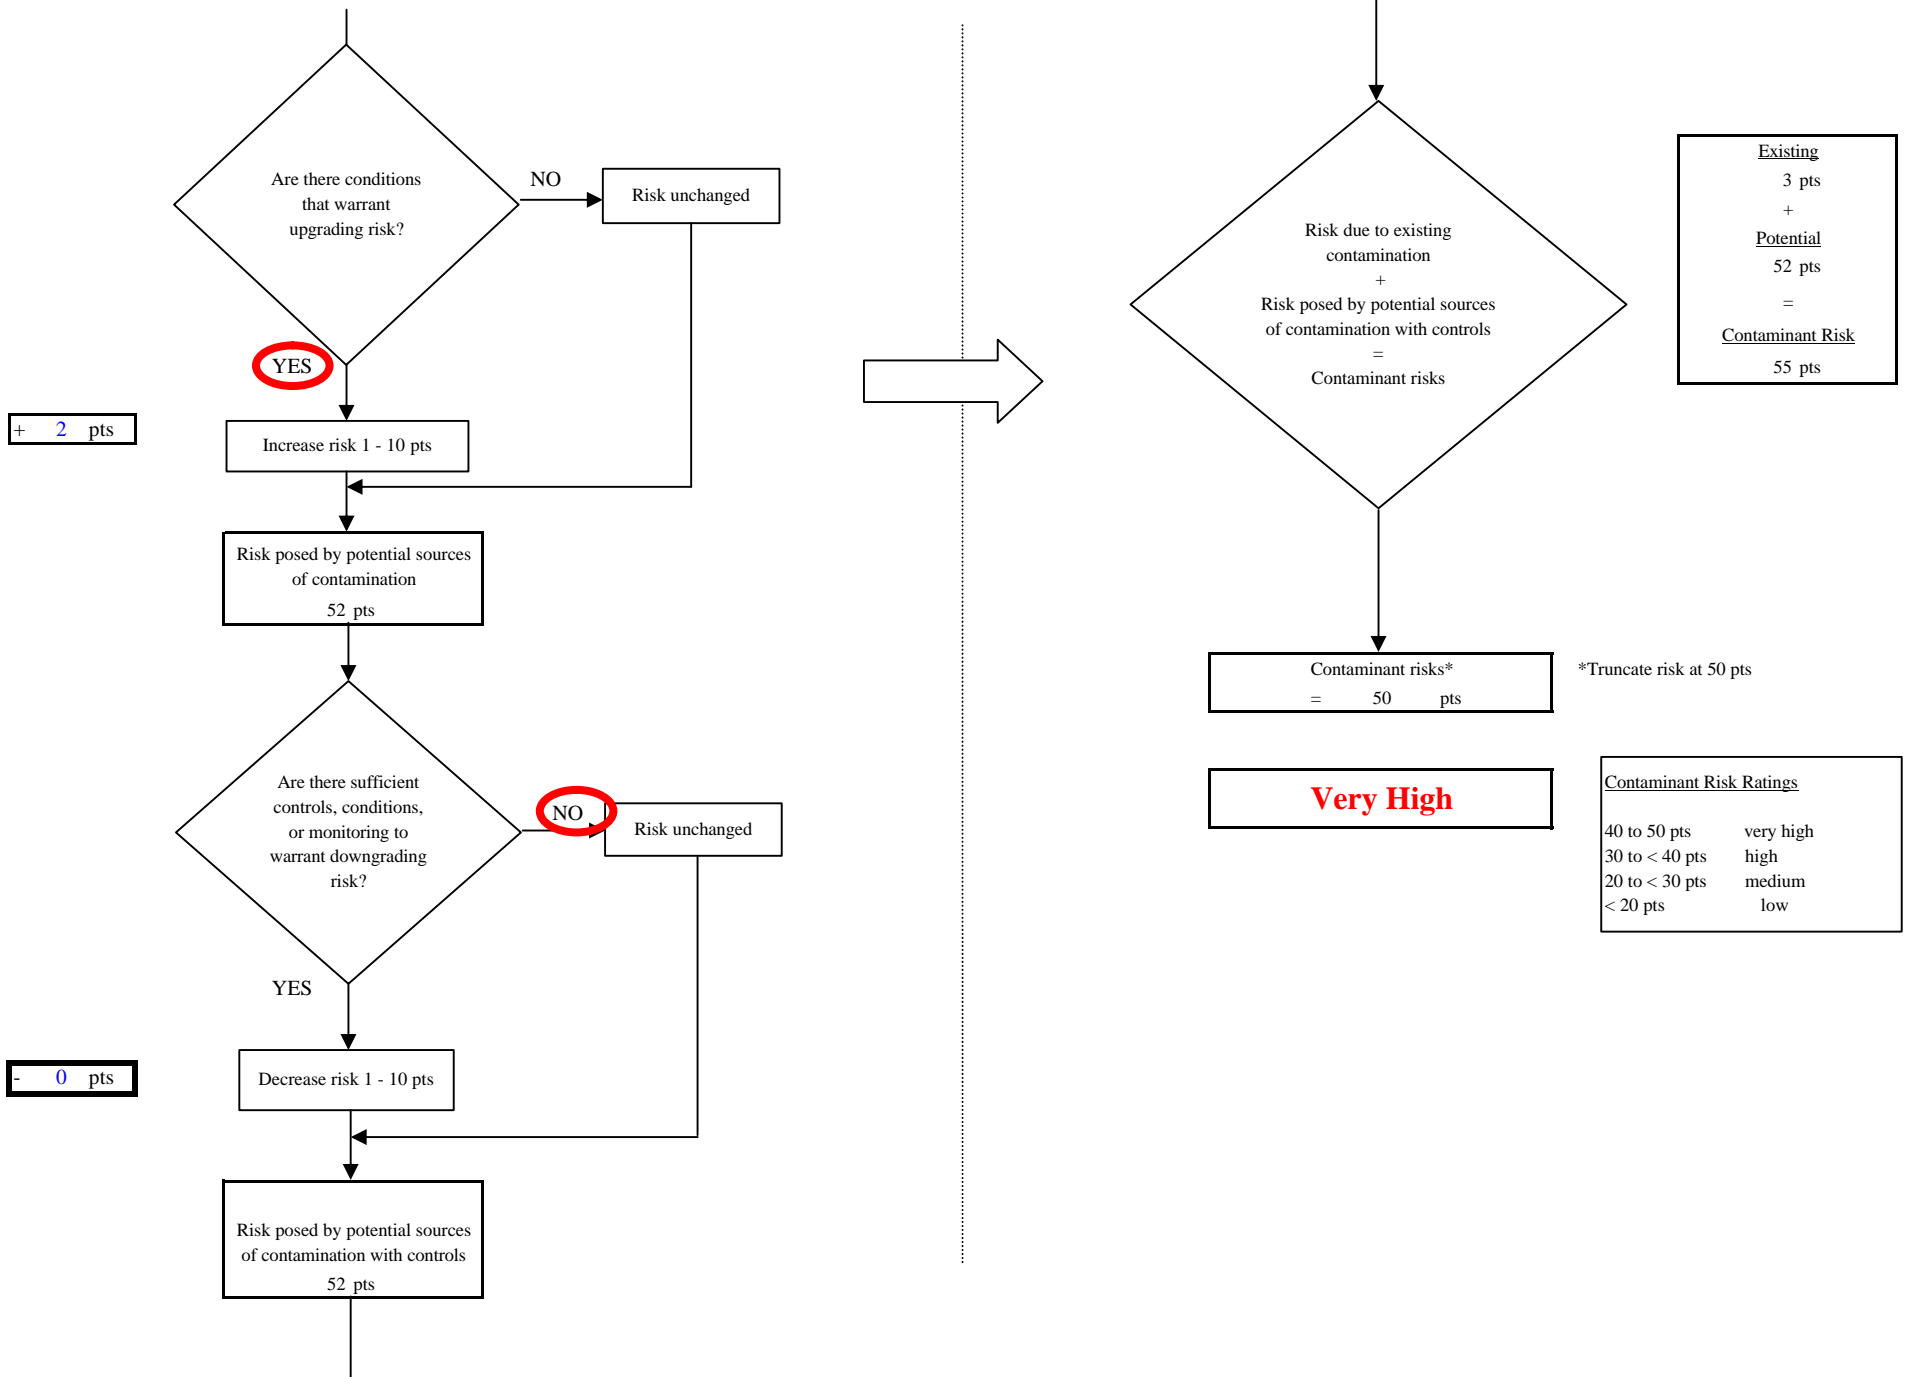 Are there conditions
that warrant
upgrading risk?
NO
Risk unchanged
YES
+ 2 pts
Increase risk 1 - 10 pts
Risk posed by potential sources
of contamination
52 pts
Are there sufficient
controls, conditions,
or monitoring to
warrant downgrading
risk?
NO
Risk unchanged
YES
- 0 pts
Decrease risk 1 - 10 pts
Risk posed by potential sources
of contamination with controls
52 pts
Risk due to existing
contamination
+
Risk posed by potential sources
of contamination with controls
=
Contaminant risks
Existing
3 pts
+
Potential
52 pts
=
Contaminant Risk
55 pts
Contaminant risks*
= 50 pts
*Truncate risk at 50 pts
Very High
Contaminant Risk Ratings
40 to 50 pts very high
30 to < 40 pts high
20 to < 30 pts medium
< 20 pts low